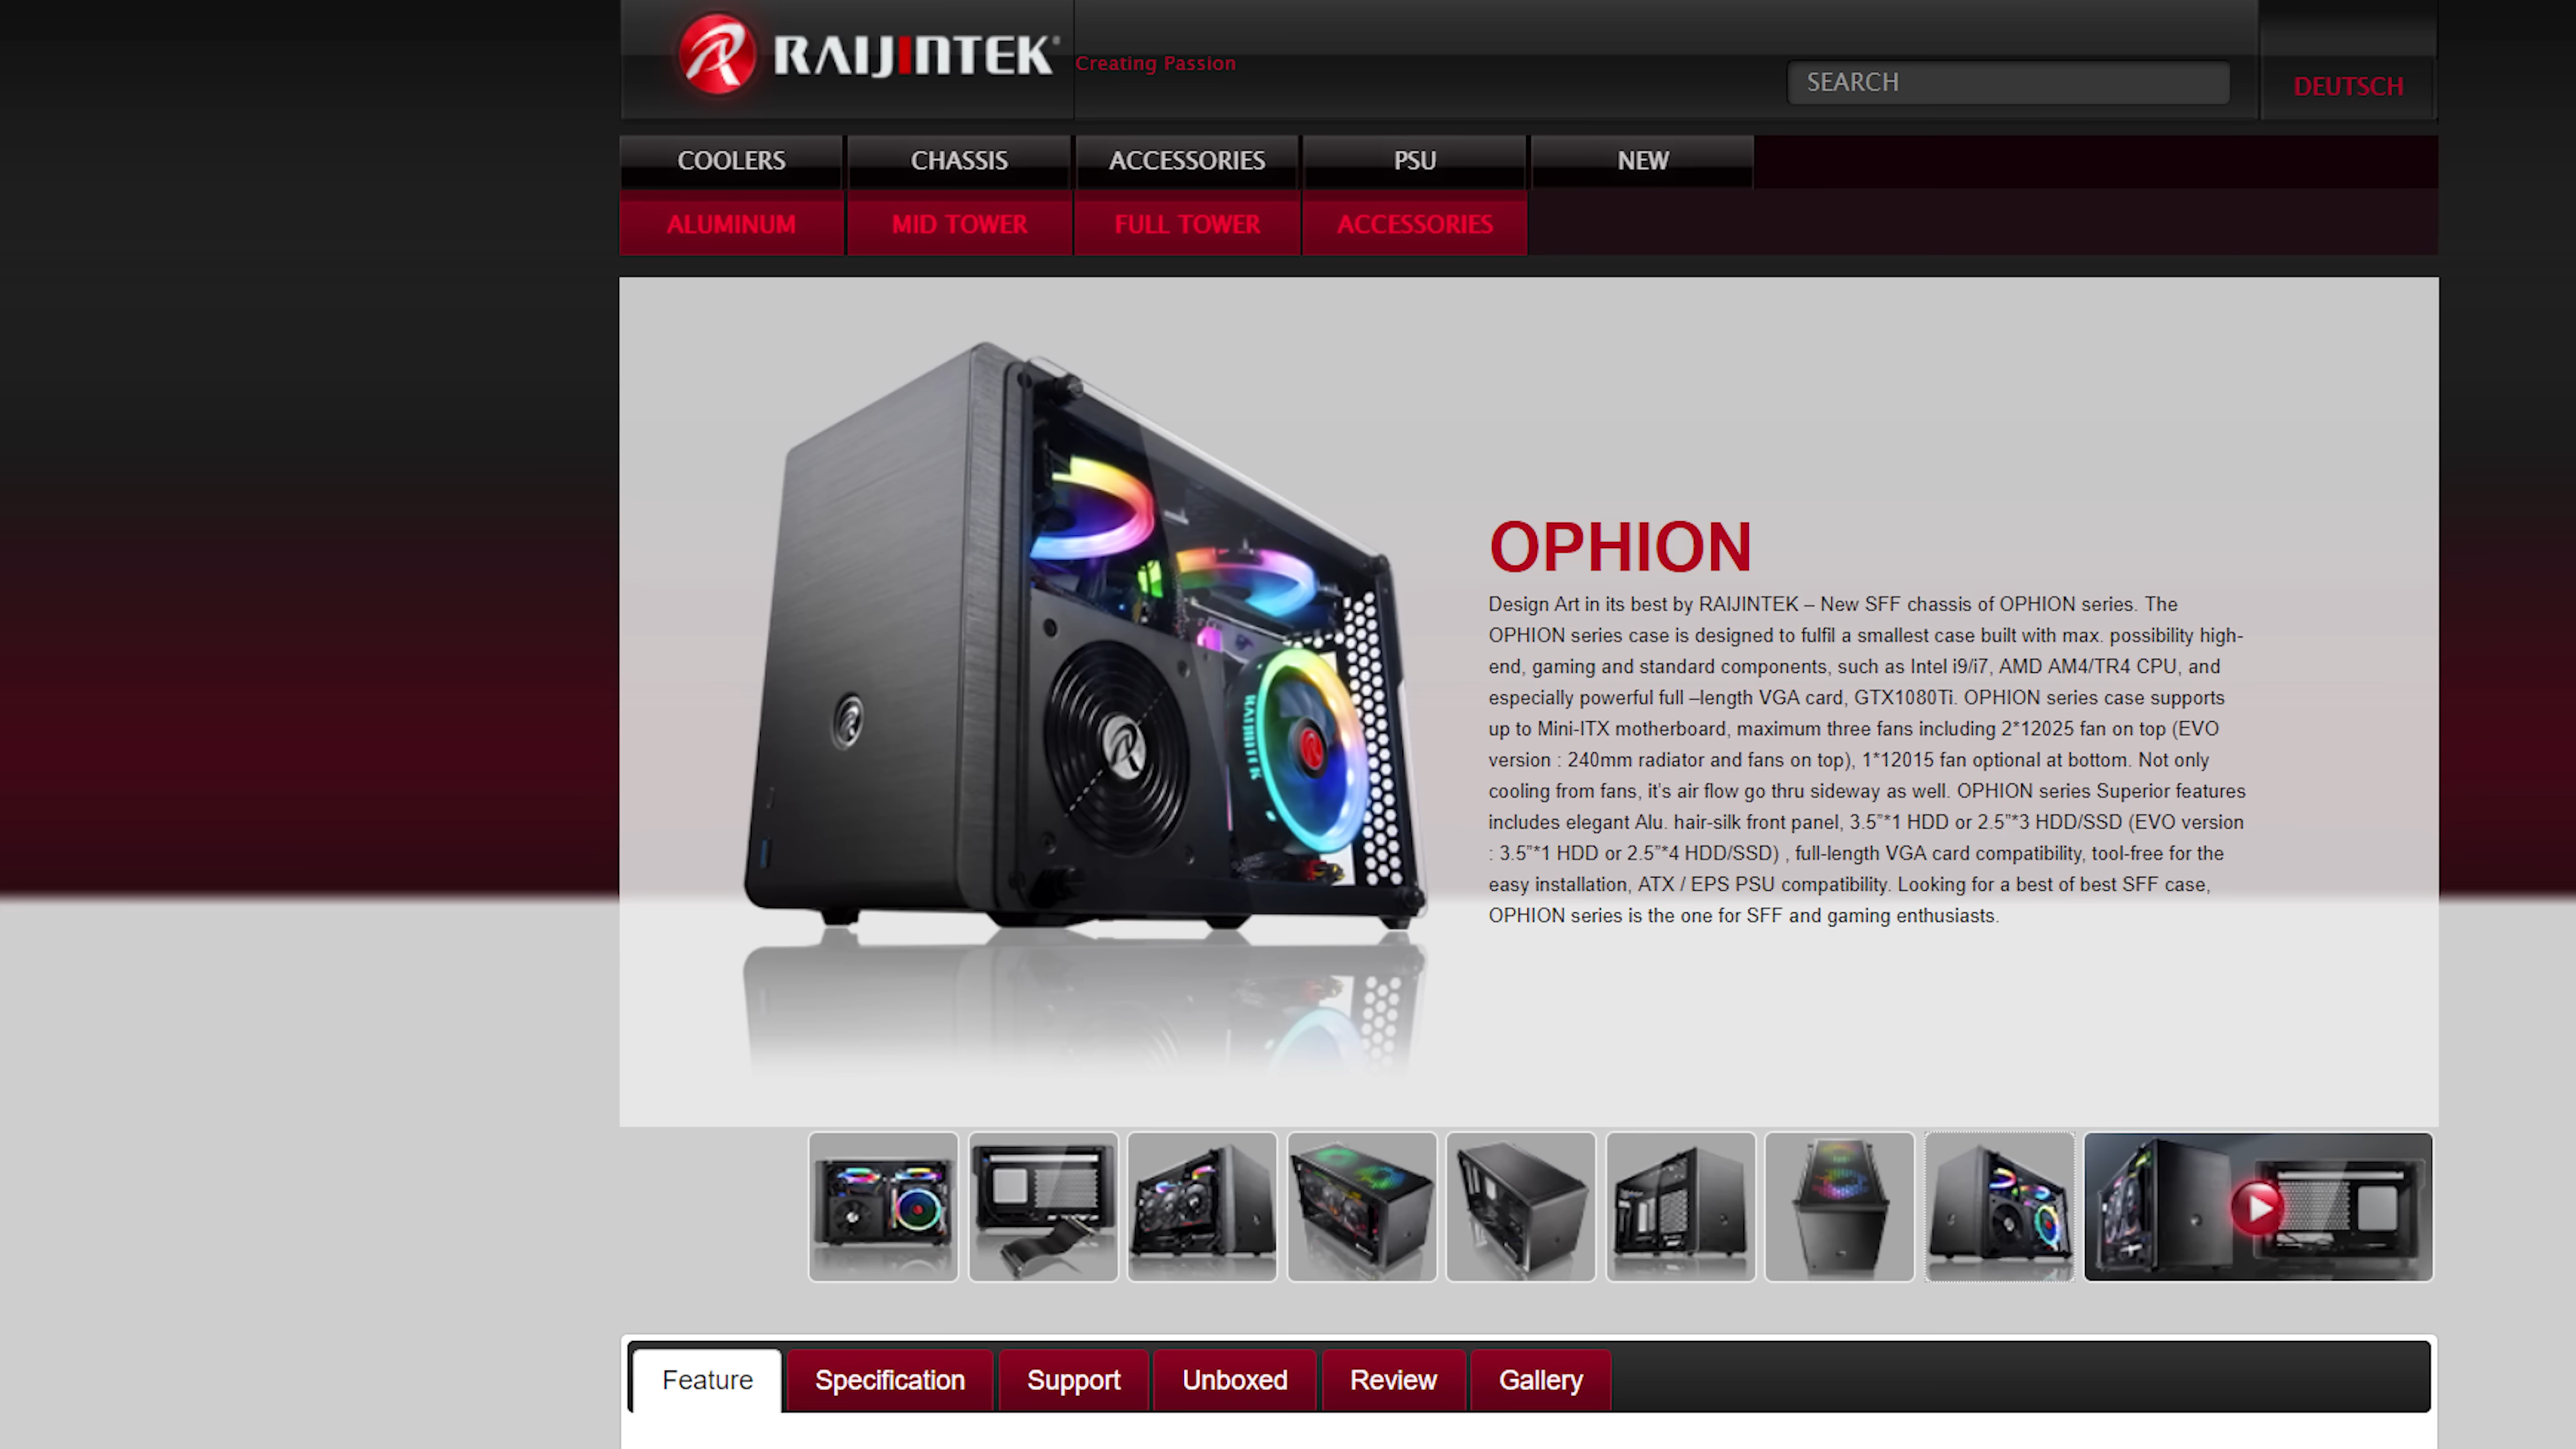 RAIJINTEK®
Creating Passion
SEARCH
DEUTSCH
COOLERS
CHASSIS
ACCESSORIES
PSU
NEW
ALUMINUM
MID TOWER
FULL TOWER
ACCESSORIES
RAIJINTEK
OPHION
Design Art in its best by RAIJINTEK – New SFF chassis of OPHION series. The
OPHION series case is designed to fulfil a smallest case built with max. possibility high-
end, gaming and standard components, such as Intel i9/i7, AMD AM4/TR4 CPU, and
especially powerful full –length VGA card, GTX1080Ti. OPHION series case supports
up to Mini-ITX motherboard, maximum three fans including 2*12025 fan on top (EVO
version : 240mm radiator and fans on top), 1*12015 fan optional at bottom. Not only
cooling from fans, it’s air flow go thru sideway as well. OPHION series Superior features
includes elegant Alu. hair-silk front panel, 3.5”*1 HDD or 2.5”*3 HDD/SSD (EVO version
: 3.5”*1 HDD or 2.5”*4 HDD/SSD) , full-length VGA card compatibility, tool-free for the
easy installation, ATX / EPS PSU compatibility. Looking for a best of best SFF case,
OPHION series is the one for SFF and gaming enthusiasts.
Feature
Specification
Support
Unboxed
Review
Gallery